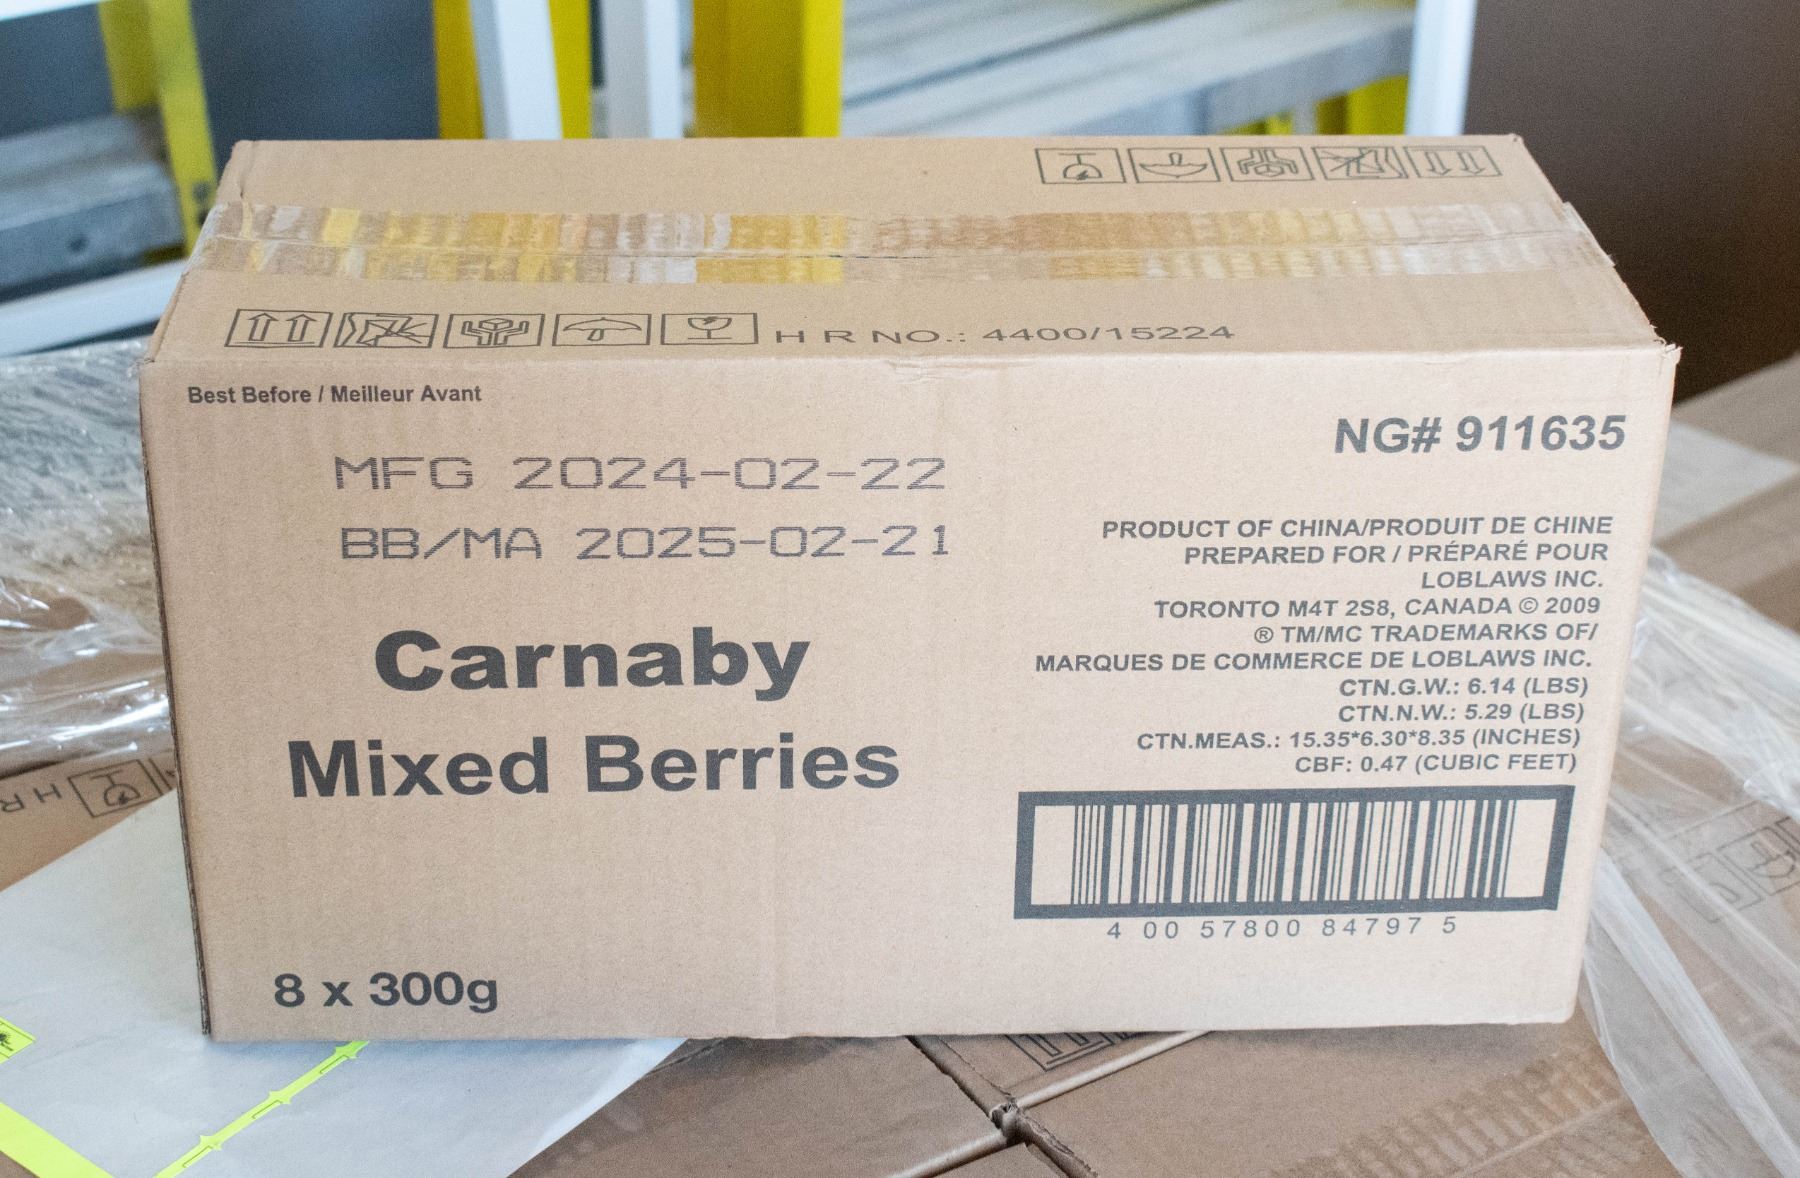 H R NO.: 4400/15224
Best Before / Meilleur Avant
MFG 2024-02-22
BB/MA 2025-02-21
Carnaby
Mixed Berries
8 x 300g
NG# 911635
PRODUCT OF CHINA/PRODUIT DE CHINE
PREPARED FOR / PRÉPARÉ POUR
LOBLAWS INC.
TORONTO M4T 2S8, CANADA © 2009
® TM/MC TRADEMARKS OF/
MARQUES DE COMMERCE DE LOBLAWS INC.
CTN.G.W.: 6.14 (LBS)
CTN.N.W.: 5.29 (LBS)
CTN.MEAS.: 15.35*6.30*8.35 (INCHES)
CBF: 0.47 (CUBIC FEET)
4 00 57800 84797 5
H R